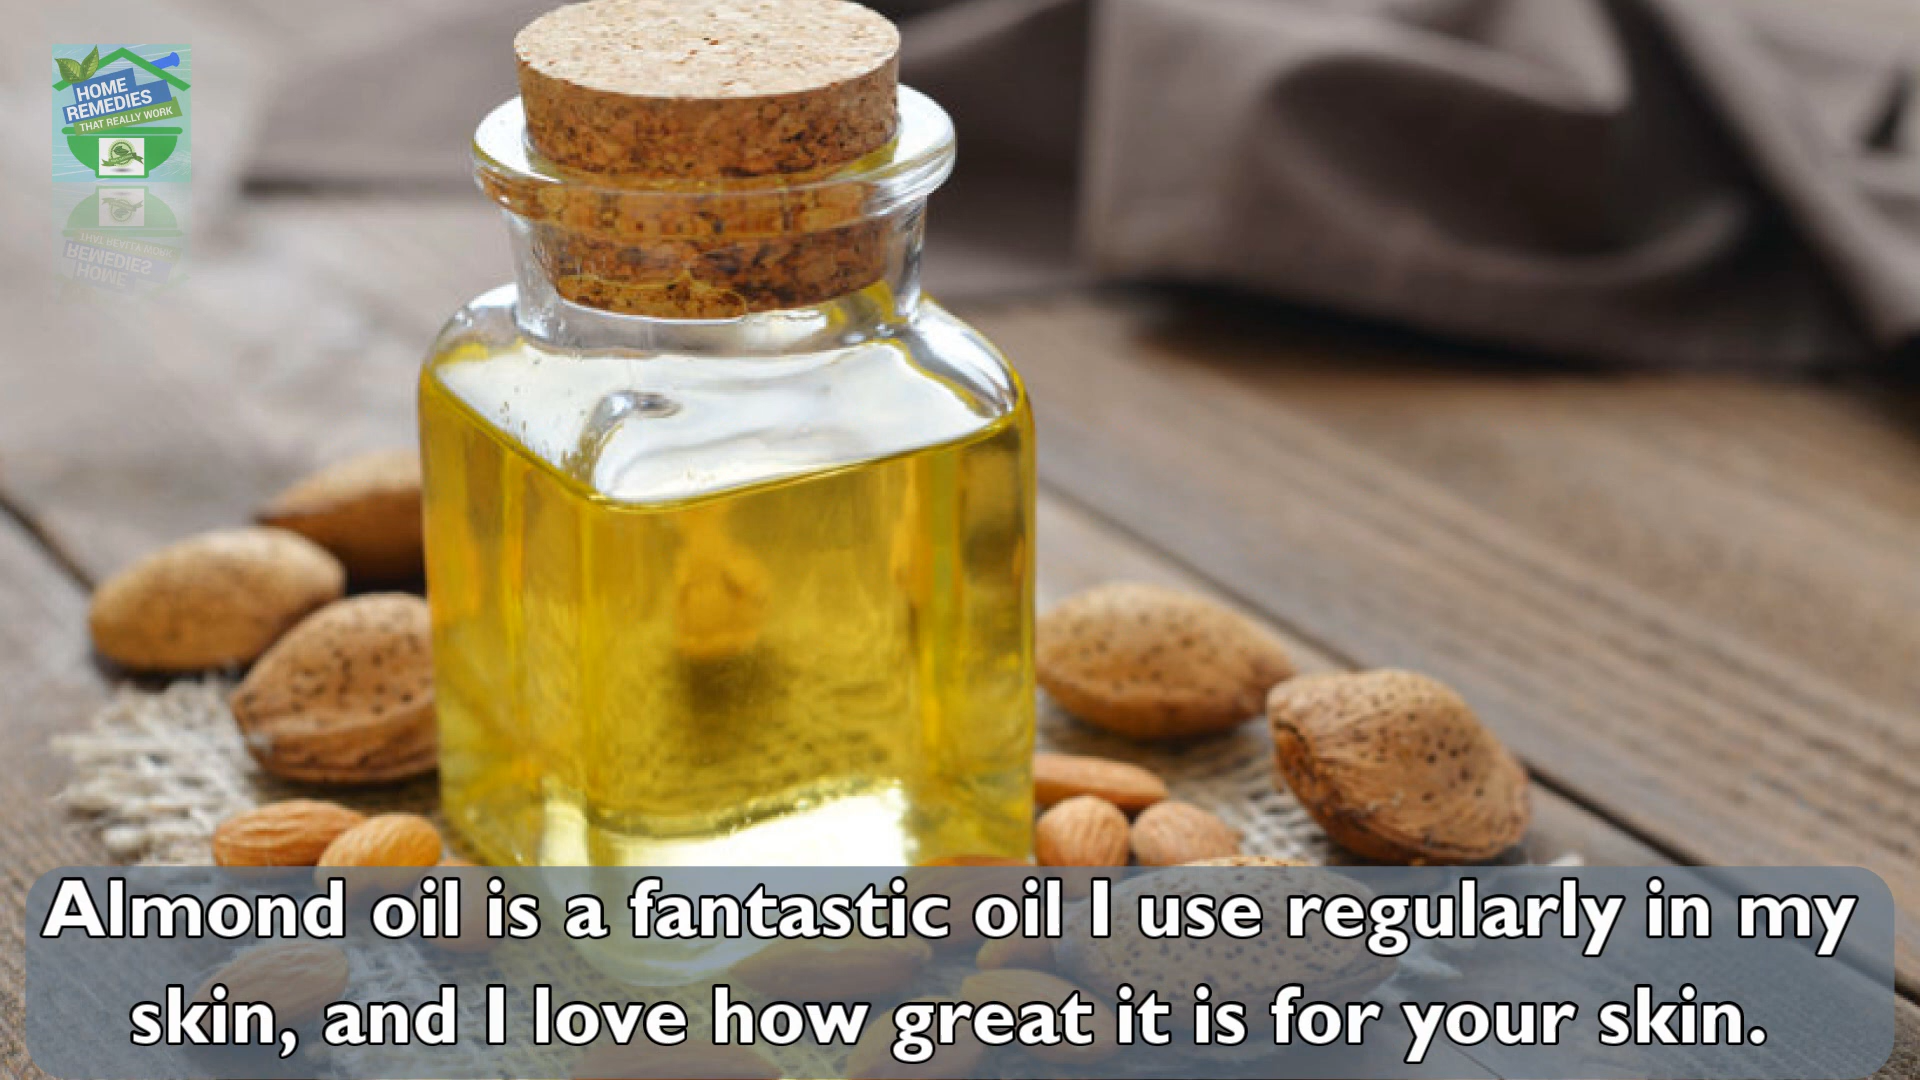 HOME
REMEDIES
THAT REALLY WORK
Almond oil is a fantastic oil I use regularly in my
skin, and I love how great it is for your skin.